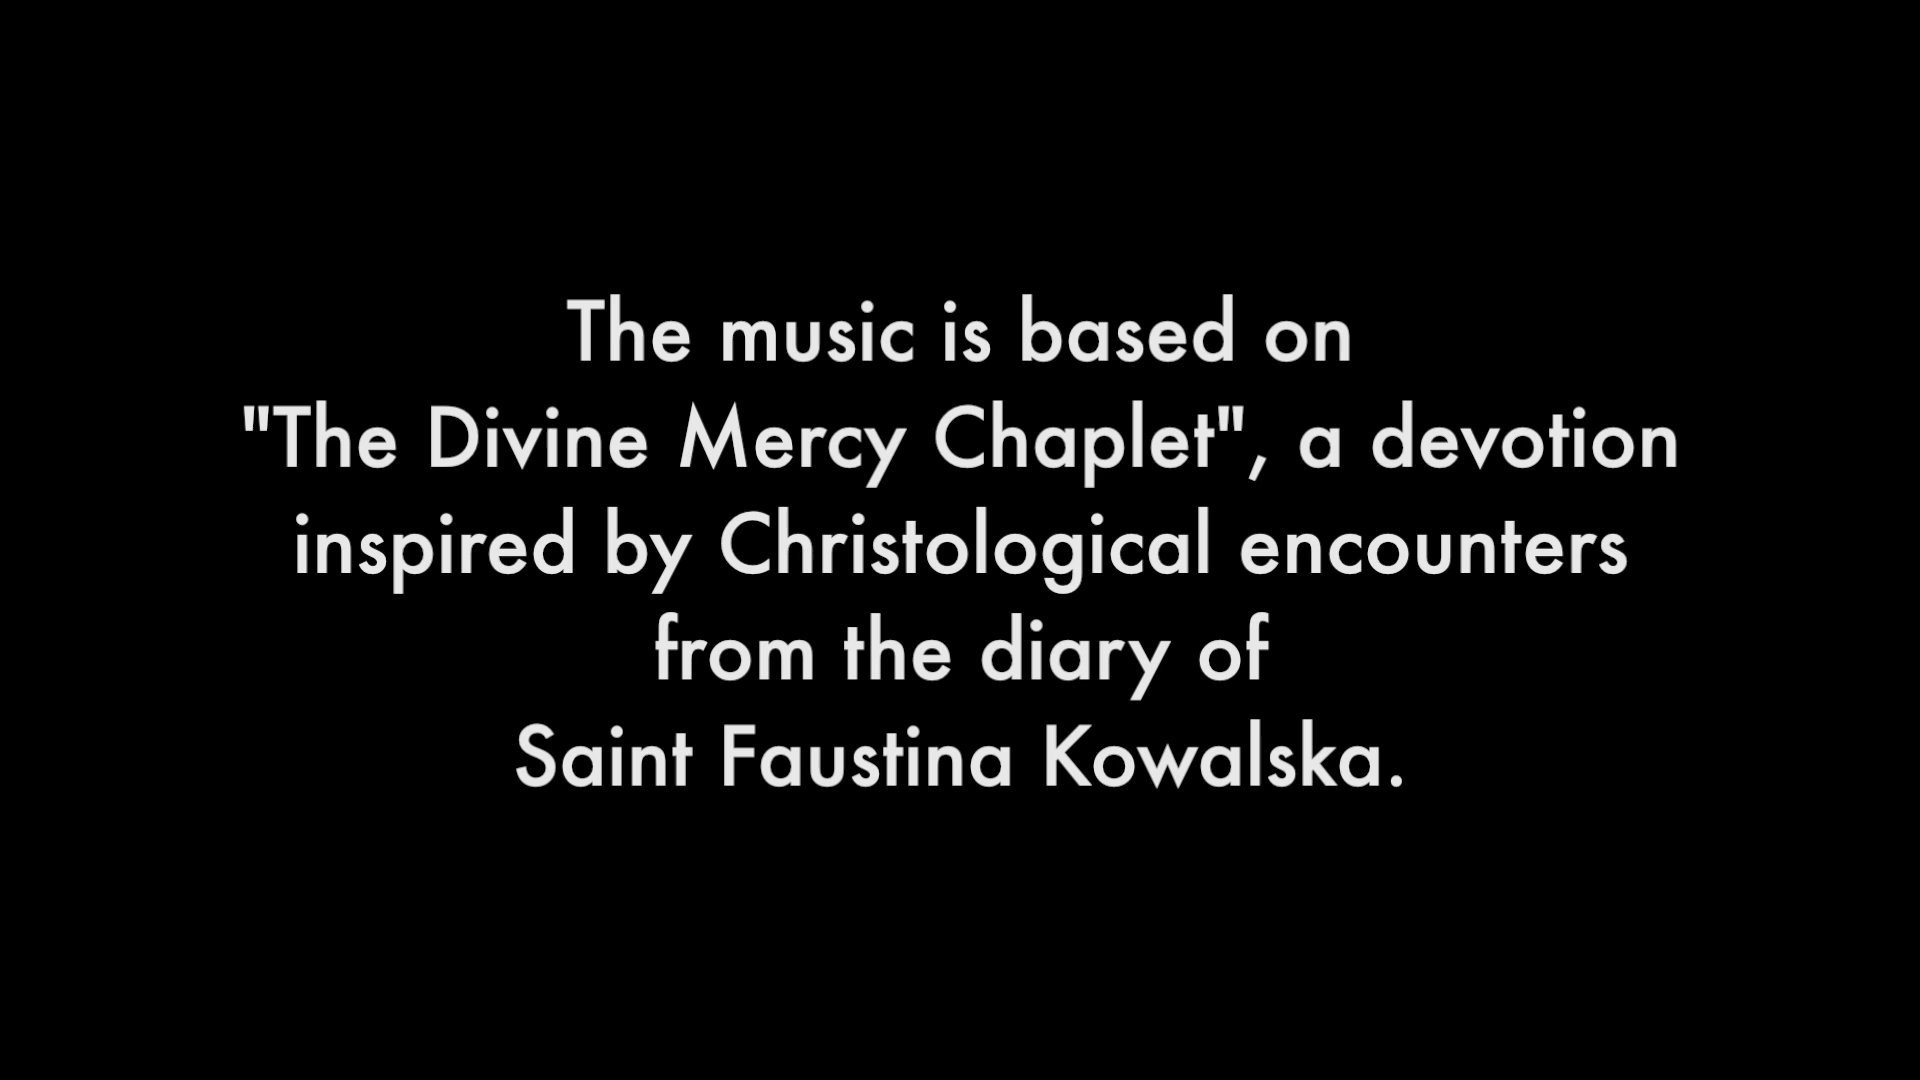 The music is based on
"The Divine Mercy Chaplet", a devotion
inspired by Christological encounters
from the diary of
Saint Faustina Kowalska.